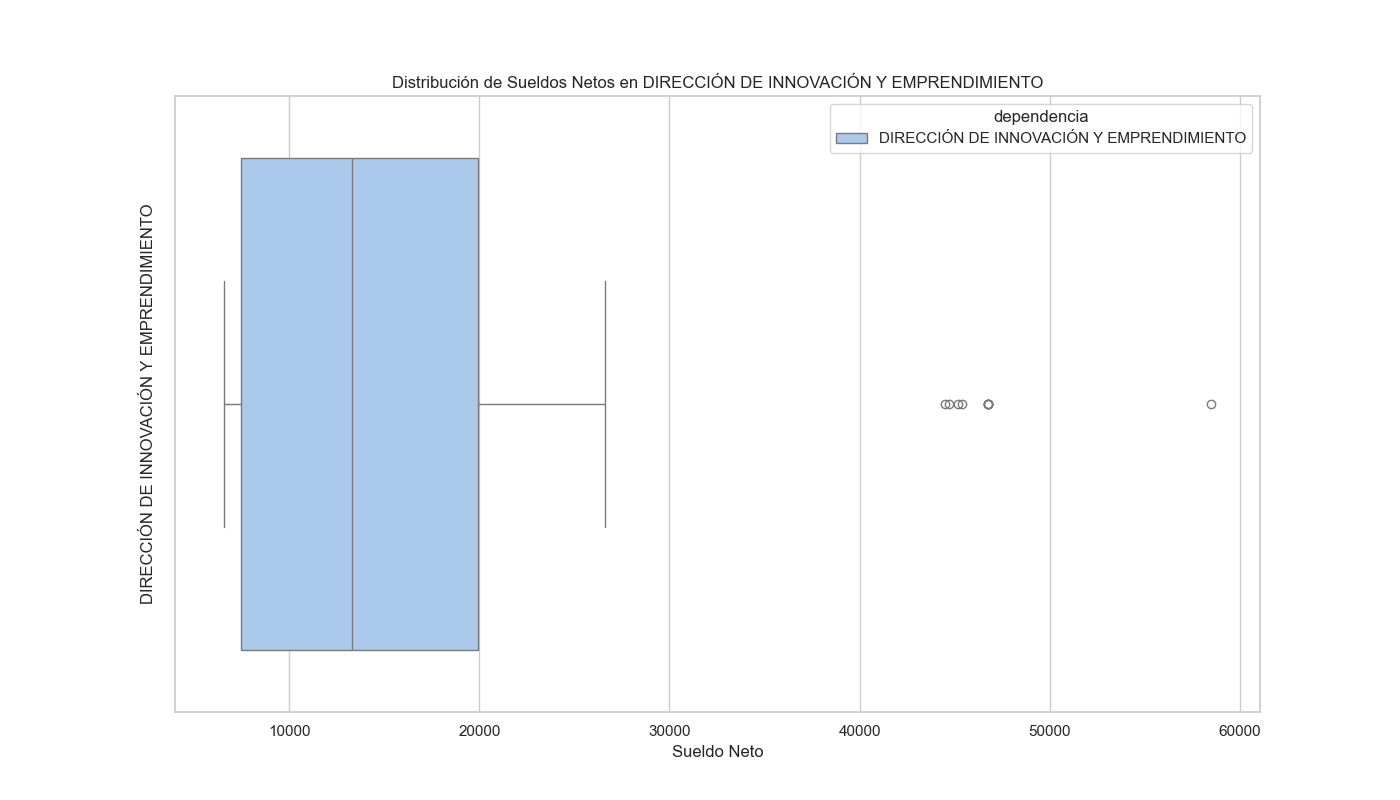 Distribución de Sueldos Netos en DIRECCIÓN DE INNOVACIÓN Y EMPRENDIMIENTO
dependencia
DIRECCIÓN DE INNOVACIÓN Y EMPRENDIMIENTO
DIRECCIÓN DE INNOVACIÓN Y EMPRENDIMIENTO
10000 20000 30000 40000 50000 60000
Sueldo Neto